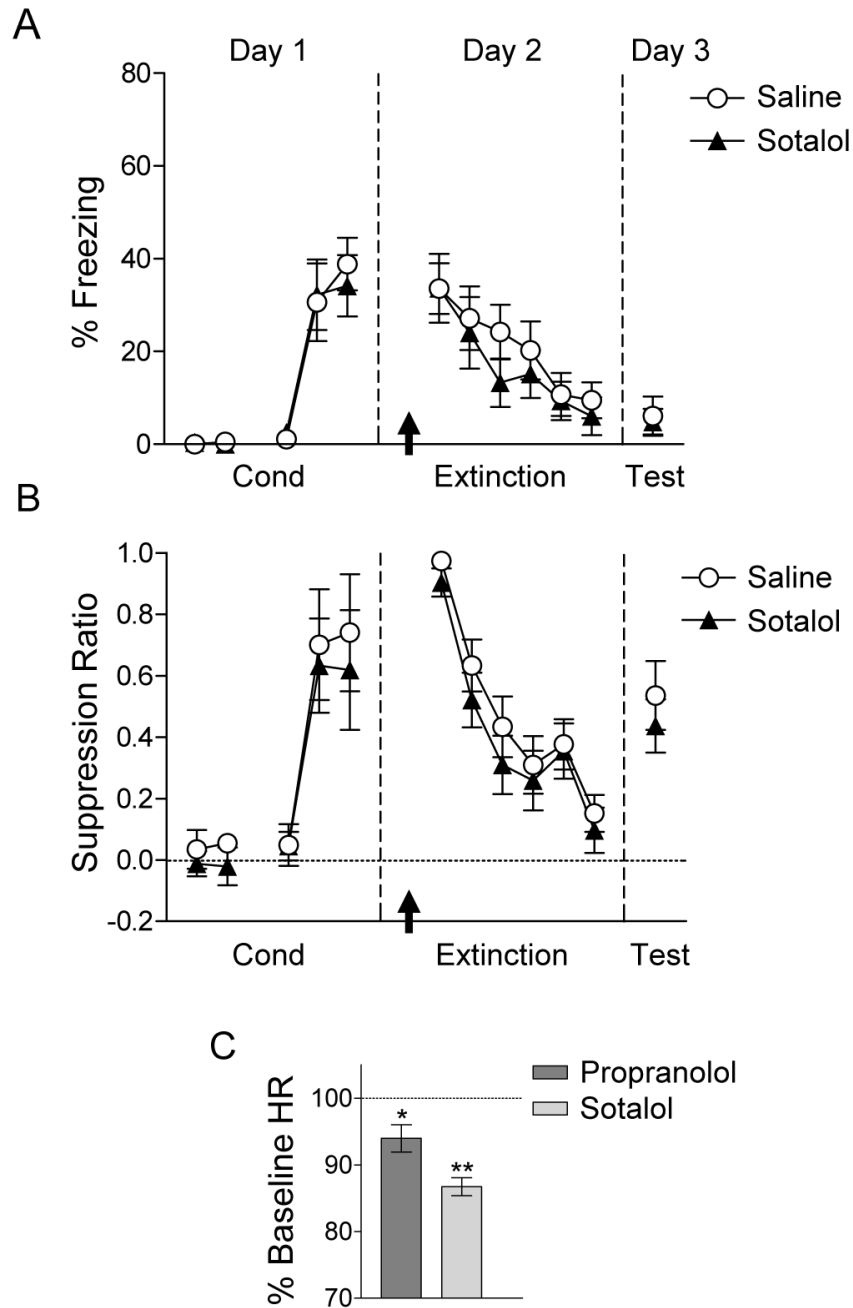 A
Day 1 Day 2 Day 3
80
60
40
20
0
% Freezing
Saline
Sotalol
Cond Extinction Test
B
1.0
0.8
0.6
0.4
0.2
0.0
-0.2
Suppression Ratio
Saline
Sotalol
Cond Extinction Test
C
100
90
80
70
% Baseline HR
*
**
Propranolol
Sotalol